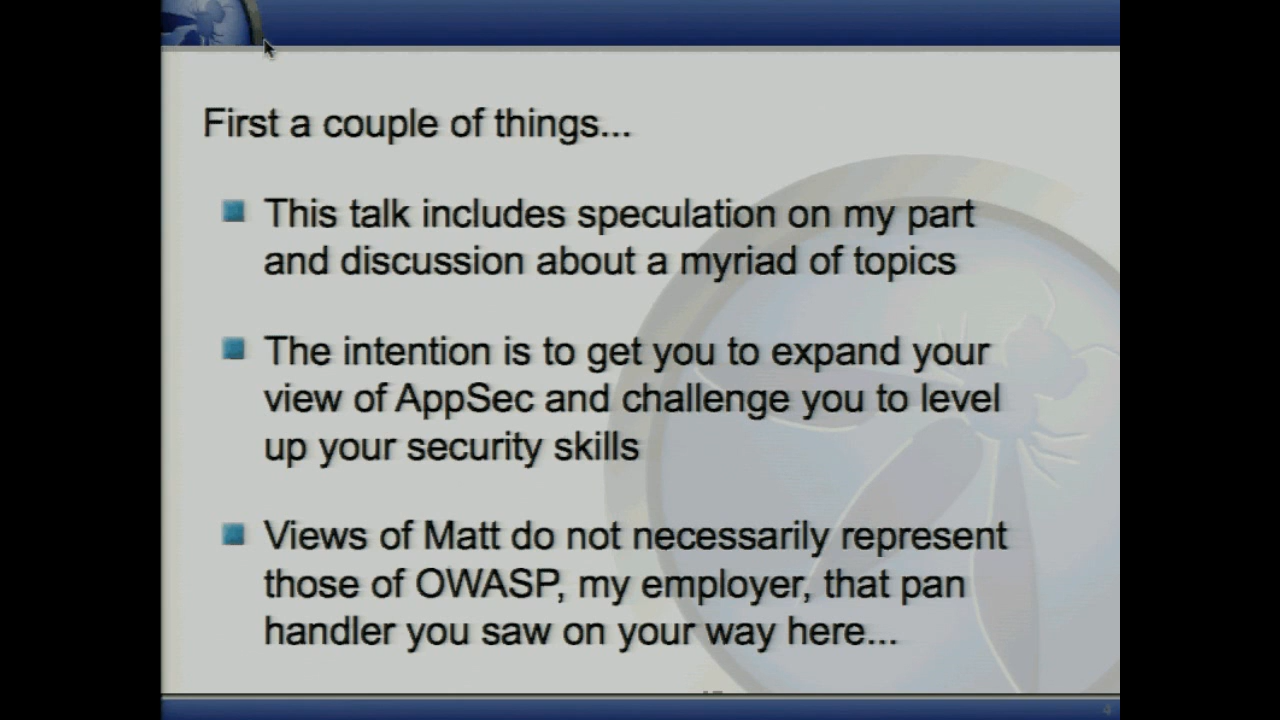 First a couple of things...
This talk includes speculation on my part
and discussion about a myriad of topics
The intention is to get you to expand your
view of AppSec and challenge you to level
up your security skills
Views of Matt do not necessarily represent
those of OWASP, my employer, that pan
handler you saw on your way here...
4